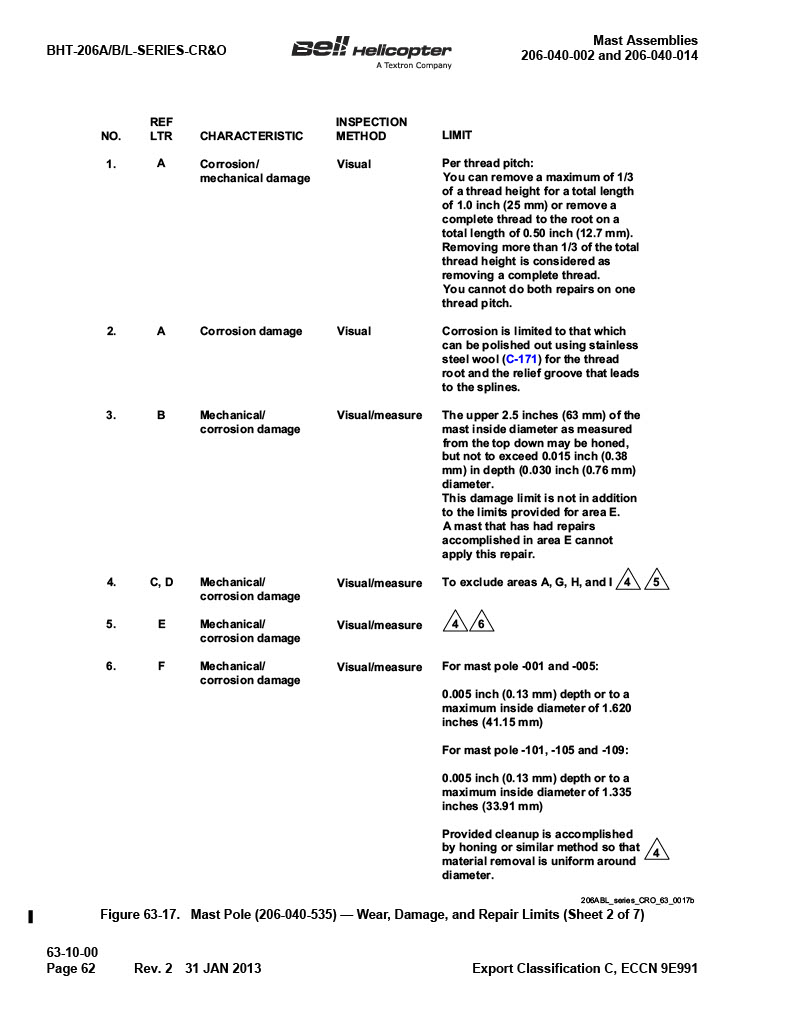 BHT-206A/B/L-SERIES-CR&O
Bell Helicopter
A Textron Company
Mast Assemblies
206-040-002 and 206-040-014
NO.
REF
LTR
CHARACTERISTIC
INSPECTION
METHOD
LIMIT
1.
A
Corrosion/
mechanical damage
Visual
Per thread pitch:
You can remove a maximum of 1/3
of a thread height for a total length
of 1.0 inch (25 mm) or remove a
complete thread to the root on a
total length of 0.50 inch (12.7 mm).
Removing more than 1/3 of the total
thread height is considered as
removing a complete thread.
You cannot do both repairs on one
thread pitch.
2.
A
Corrosion damage
Visual
Corrosion is limited to that which
can be polished out using stainless
steel wool (C-171) for the thread
root and the relief groove that leads
to the splines.
3.
B
Mechanical/
corrosion damage
Visual/measure
The upper 2.5 inches (63 mm) of the
mast inside diameter as measured
from the top down may be honed,
but not to exceed 0.015 inch (0.38
mm) in depth (0.030 inch (0.76 mm)
diameter.
This damage limit is not in addition
to the limits provided for area E.
A mast that has had repairs
accomplished in area E cannot
apply this repair.
4.
C, D
Mechanical/
corrosion damage
Visual/measure
To exclude areas A, G, H, and I 4 5
5.
E
Mechanical/
corrosion damage
Visual/measure
4 6
6.
F
Mechanical/
corrosion damage
Visual/measure
For mast pole -001 and -005:
0.005 inch (0.13 mm) depth or to a
maximum inside diameter of 1.620
inches (41.15 mm)
For mast pole -101, -105 and -109:
0.005 inch (0.13 mm) depth or to a
maximum inside diameter of 1.335
inches (33.91 mm)
Provided cleanup is accomplished
by honing or similar method so that
material removal is uniform around
diameter.
4
206ABL_series_CRO_63_0017b
Figure 63-17. Mast Pole (206-040-535) — Wear, Damage, and Repair Limits (Sheet 2 of 7)
63-10-00
Page 62 Rev. 2 31 JAN 2013
Export Classification C, ECCN 9E991